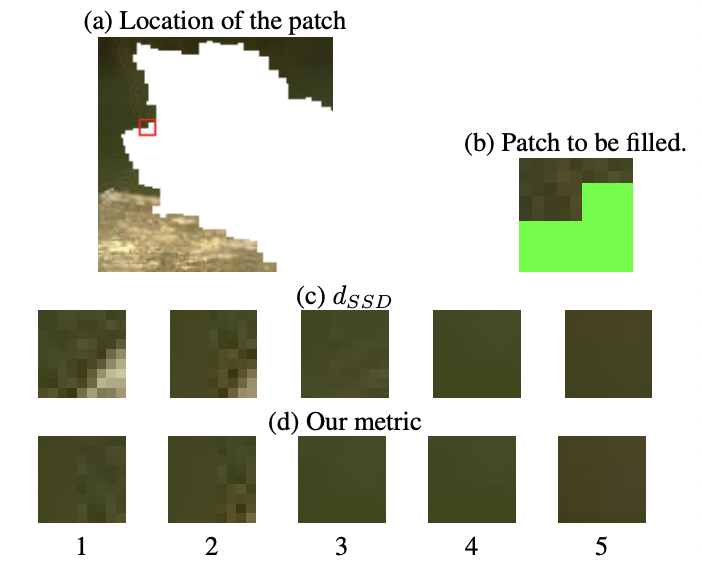 (a) Location of the patch
(b) Patch to be filled.
(c) d_{SSD}
(d) Our metric
1 2 3 4 5